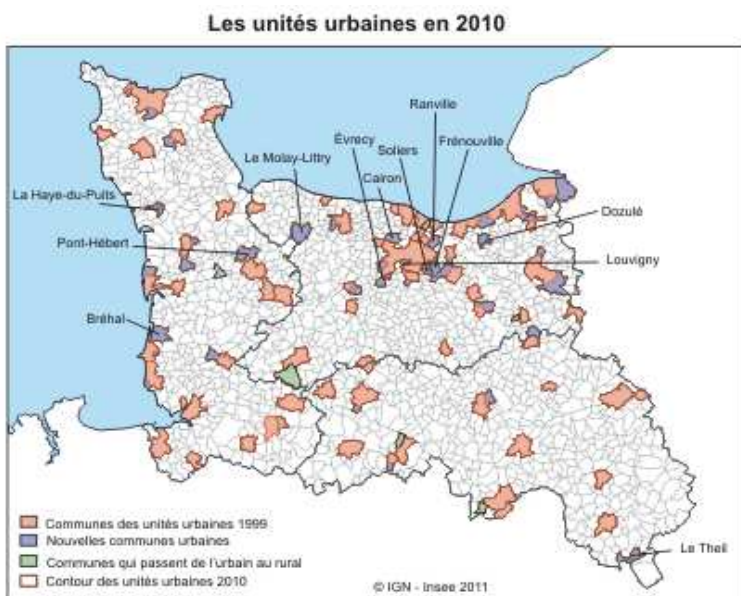 Les unités urbaines en 2010
Ranville
Évrecy
Soliers
Frénouville
Le Molay-Littry
Cairon
La Haye-du-Puits
Dozulé
Pont-Hébert
Louvigny
Bréhal
Communes des unités urbaines 1999
Nouvelles communes urbaines
Communes qui passent de l'urbain au rural
Le Theil
Contour des unités urbaines 2010
© IGN - Insee 2011